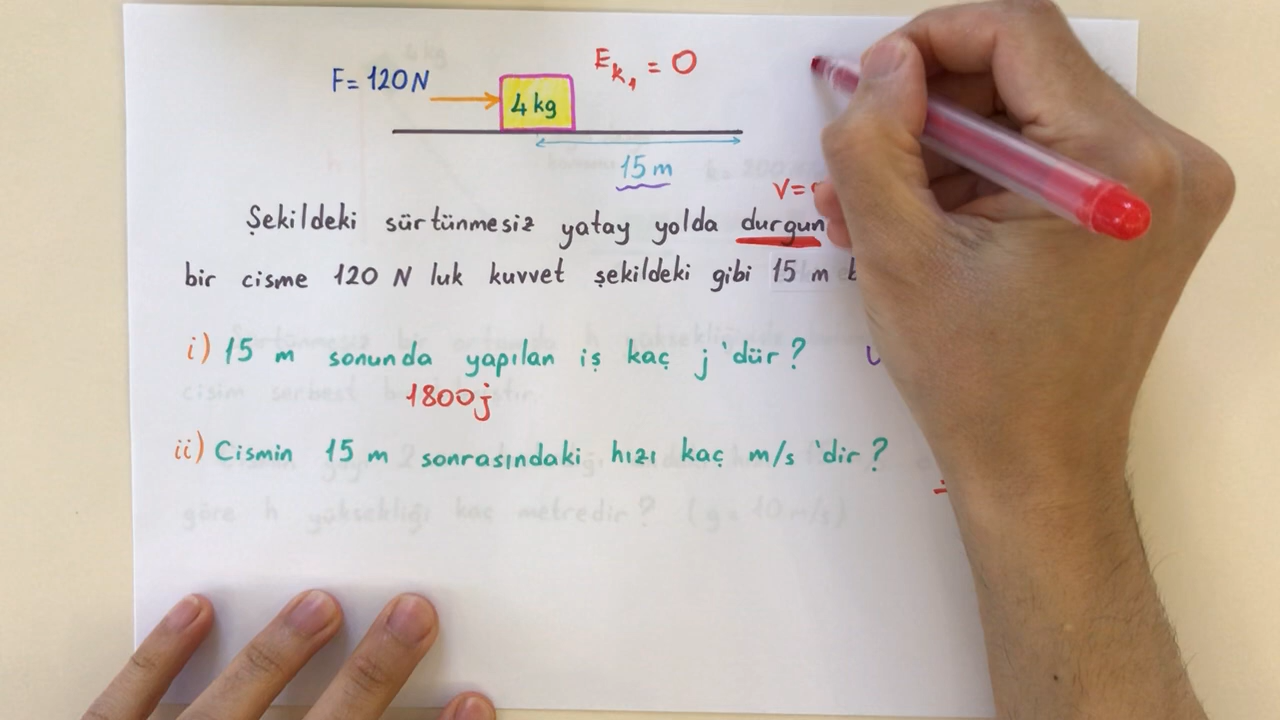 F= 120N
4 kg
Ek1 = 0
15 m
V=
Şekildeki sürtünmesiz yatay yolda durgun
bir cisme 120 N luk kuvvet şekildeki gibi 15 m
i) 15 m sonunda yapılan iş kaç j 'dür?
1800j
ii) Cismin 15 m sonrasındaki hızı kaç m/s 'dir?